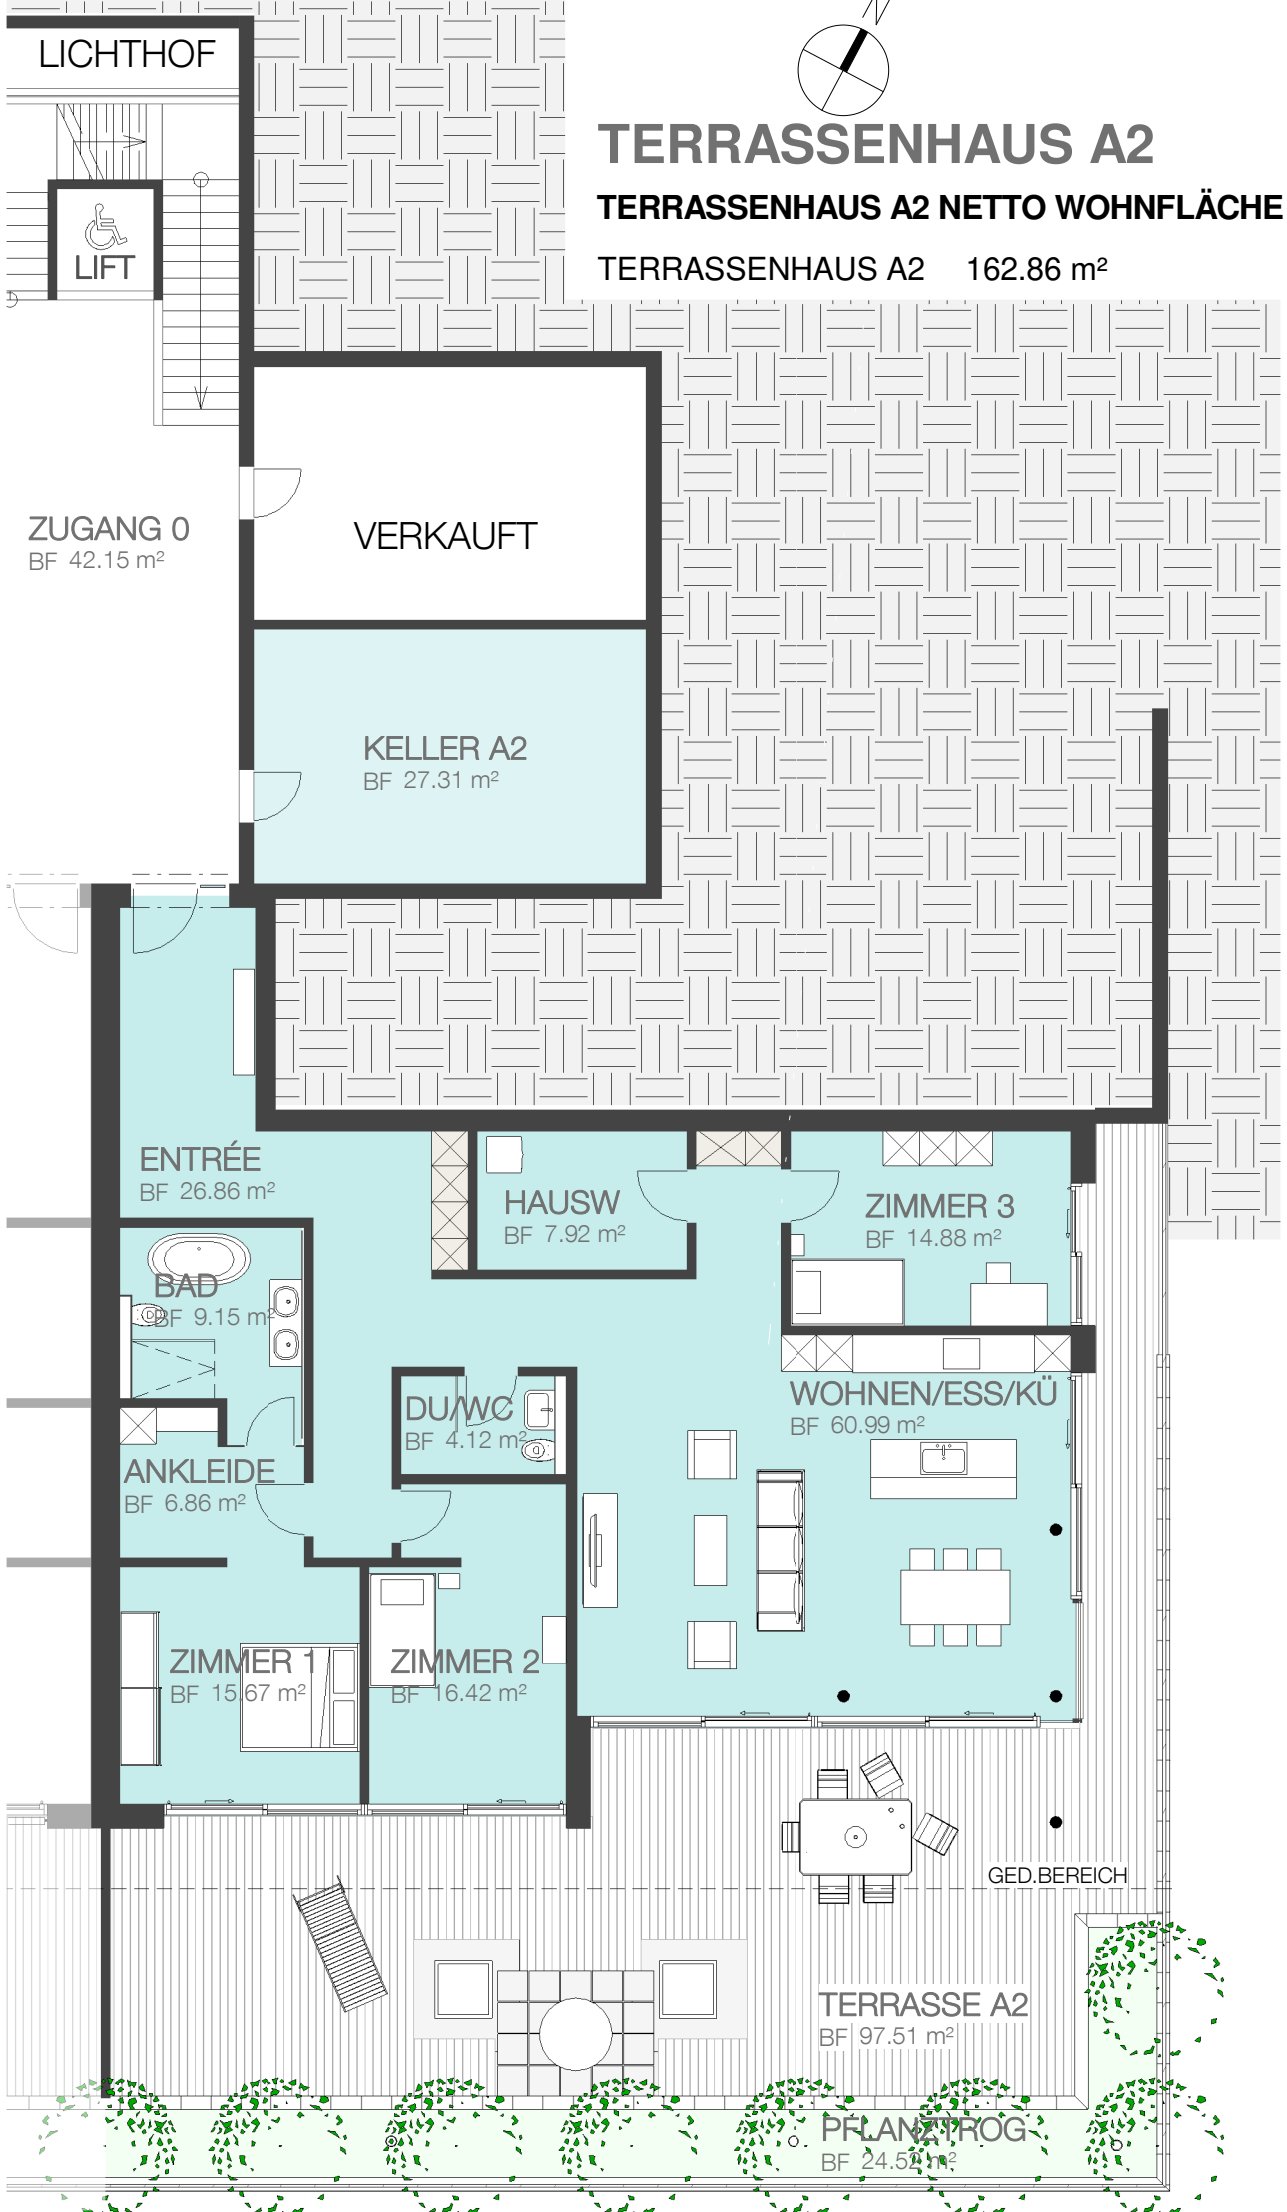 N
LICHTHOF
TERRASSENHAUS A2
TERRASSENHAUS A2 NETTO WOHNFLÄCHE
TERRASSENHAUS A2 162.86 m²
LIFT
ZUGANG 0
BF 42.15 m²
VERKAUFT
KELLER A2
BF 27.31 m²
ENTRÉE
BF 26.86 m²
HAUSW
BF 7.92 m²
ZIMMER 3
BF 14.88 m²
BAD
BF 9.15 m²
DU/WC
BF 4.12 m²
WOHNEN/ESS/KÜ
BF 60.99 m²
ANKLEIDE
BF 6.86 m²
ZIMMER 1
BF 15.67 m²
ZIMMER 2
BF 16.42 m²
GED.BEREICH
TERRASSE A2
BF 97.51 m²
PFLANZTROG
BF 24.52 m²